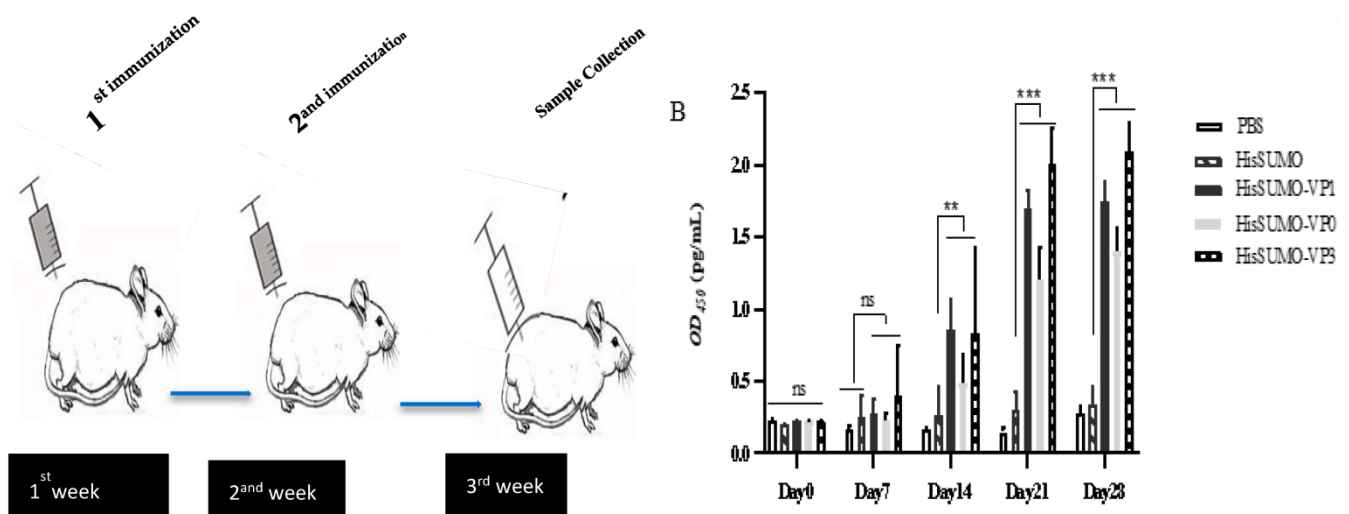 1st immunization
2and immunization
Sample Collection
1st week
2and week
3rd week
B
OD450 (pg/mL)
2.5
2.0
1.5
1.0
0.5
0.0
ns
ns
**
***
***
Day0
Day7
Day14
Day21
Day28
PBS
HisSUMO
HisSUMO-VP1
HisSUMO-VP0
HisSUMO-VP3